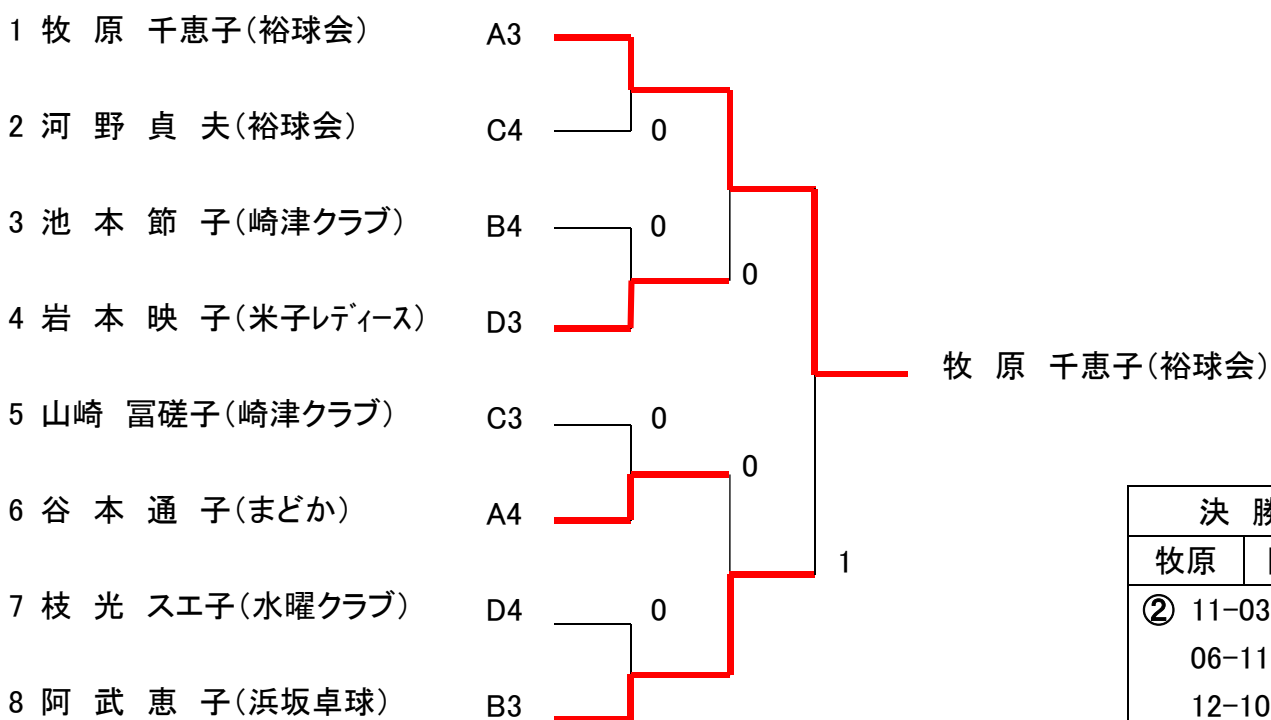 1 牧 原 千恵子(裕球会) A3
2 河 野 貞 夫(裕球会) C4 0
3 池 本 節 子(崎津クラブ) B4 0
0
4 岩 本 映 子(米子レディース) D3
牧 原 千恵子(裕球会)
5 山崎 冨磋子(崎津クラブ) C3 0
0
6 谷 本 通 子(まどか) A4
1
7 枝 光 スエ子(水曜クラブ) D4 0
8 阿 武 恵 子(浜坂卓球) B3
決 勝
牧原
② 11-03
06-11
12-10